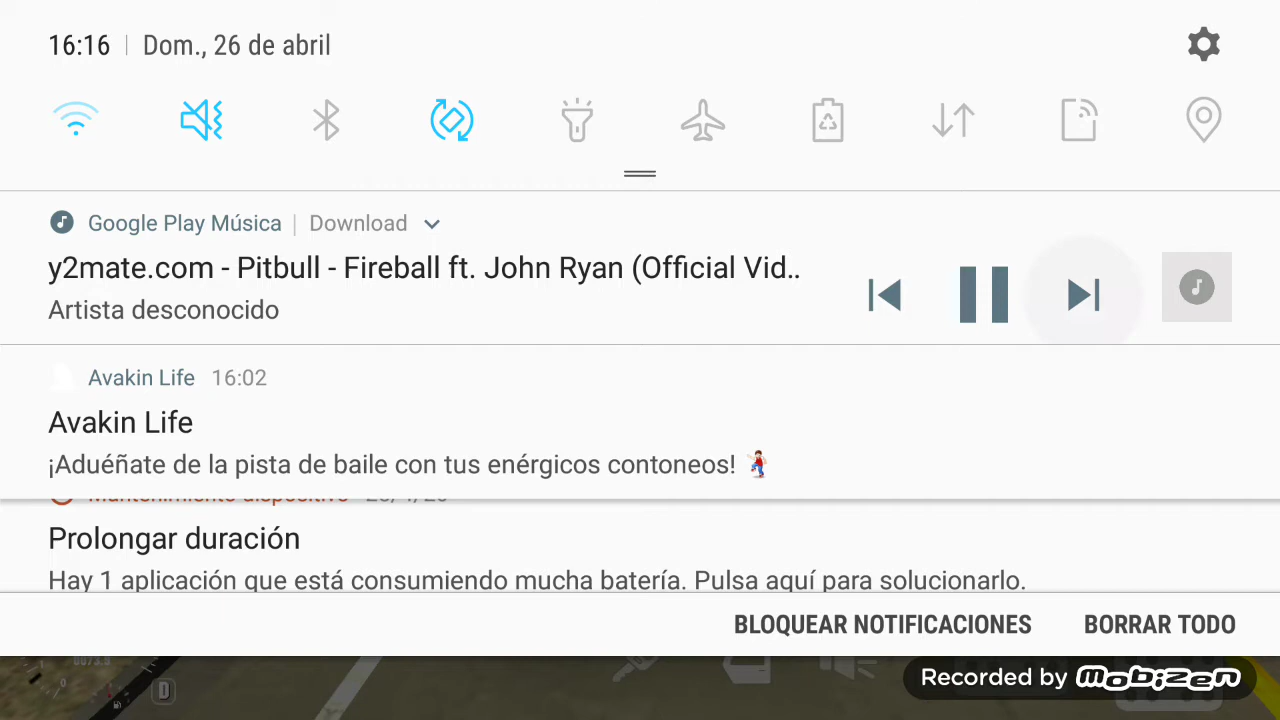 16:16 | Dom., 26 de abril
Google Play Música | Download
y2mate.com - Pitbull - Fireball ft. John Ryan (Official Vid..
Artista desconocido
Avakin Life 16:02
Avakin Life
¡Aduéñate de la pista de baile con tus enérgicos contoneos!
Mantenimiento dispositivo
Prolongar duración
Hay 1 aplicación que está consumiendo mucha batería. Pulsa aquí para solucionarlo.
BLOQUEAR NOTIFICACIONES BORRAR TODO
D
Recorded by mobizen